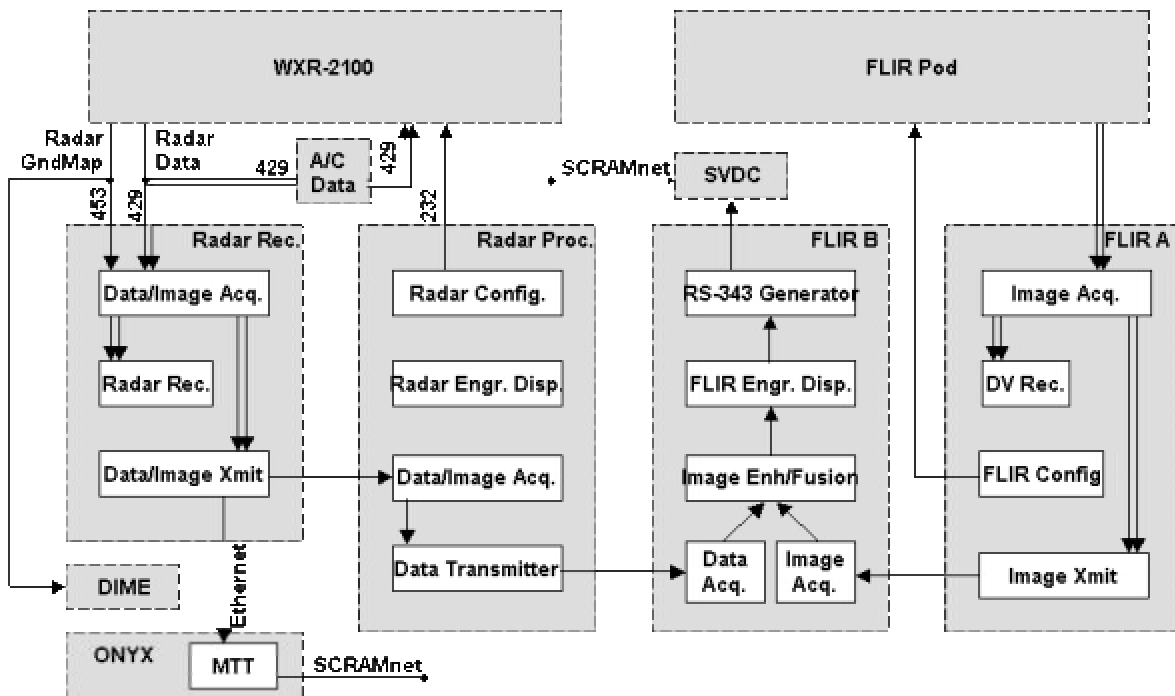 WXR-2100
FLIR Pod
Radar
GndMap
Radar
Data
429
A/C
Data
429
453
429
232
SCRAMnet
SVDC
Radar Rec.
Data/Image Acq.
Radar Rec.
Data/Image Xmit
Radar Proc.
Radar Config.
Radar Engr. Disp.
Data/Image Acq.
Data Transmitter
FLIR B
RS-343 Generator
FLIR Engr. Disp.
Image Enh/Fusion
Data
Acq.
Image
Acq.
FLIR A
Image Acq.
DV Rec.
FLIR Config
Image Xmit
DIME
Ethernet
ONYX
MTT
SCRAMnet